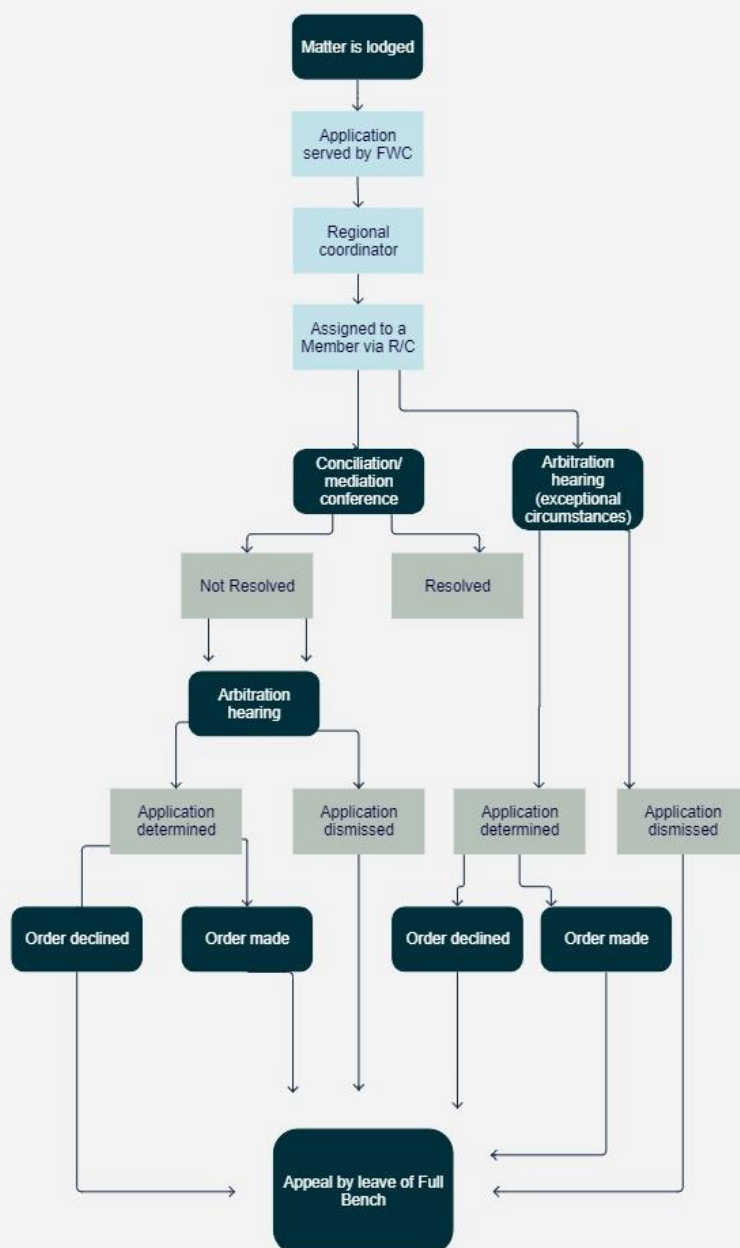 Matter is lodged
Application
served by FWC
Regional
coordinator
Assigned to a
Member via R/C
Conciliation/
mediation
conference
Arbitration
hearing
(exceptional
circumstances)
Not Resolved
Resolved
Arbitration
hearing
Application
determined
Application
dismissed
Application
determined
Application
dismissed
Order declined
Order made
Order declined
Order made
Appeal by leave of Full
Bench